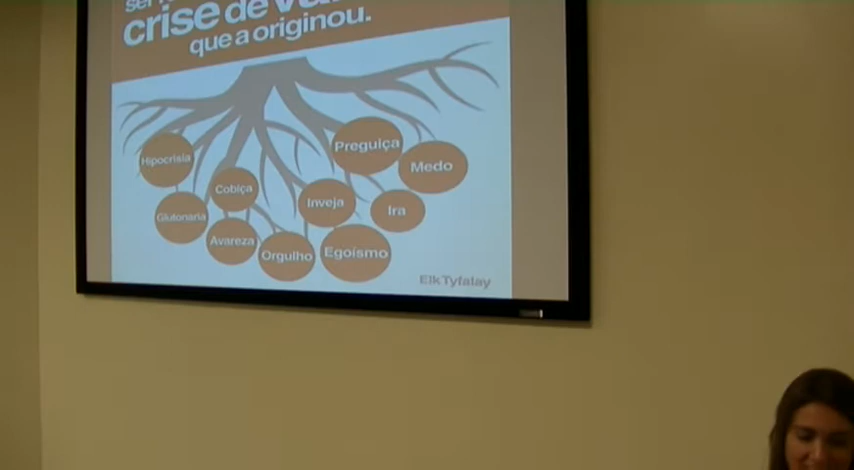 crise de
que a originou.
Preguiça
Hipocrisia
Medo
Cobiça
Inveja
Ira
Glutonaria
Avareza
Orgulho
Egoísmo
ElkTyfalay